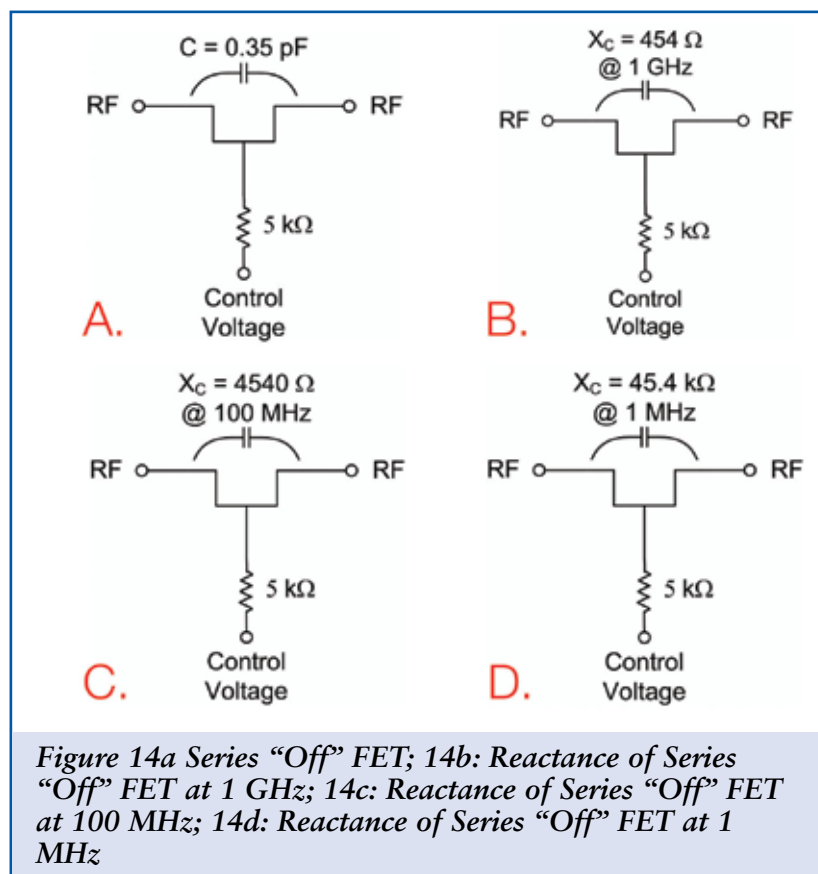 C = 0.35 pF
RF
RF
5 kΩ
Control
Voltage
A.
X_C = 454 Ω
@ 1 GHz
RF
RF
5 kΩ
Control
Voltage
B.
X_C = 4540 Ω
@ 100 MHz
RF
RF
5 kΩ
Control
Voltage
C.
X_C = 45.4 kΩ
@ 1 MHz
RF
RF
5 kΩ
Control
Voltage
D.
Figure 14a Series “Off” FET; 14b: Reactance of Series
“Off” FET at 1 GHz; 14c: Reactance of Series “Off” FET
at 100 MHz; 14d: Reactance of Series “Off” FET at 1
MHz